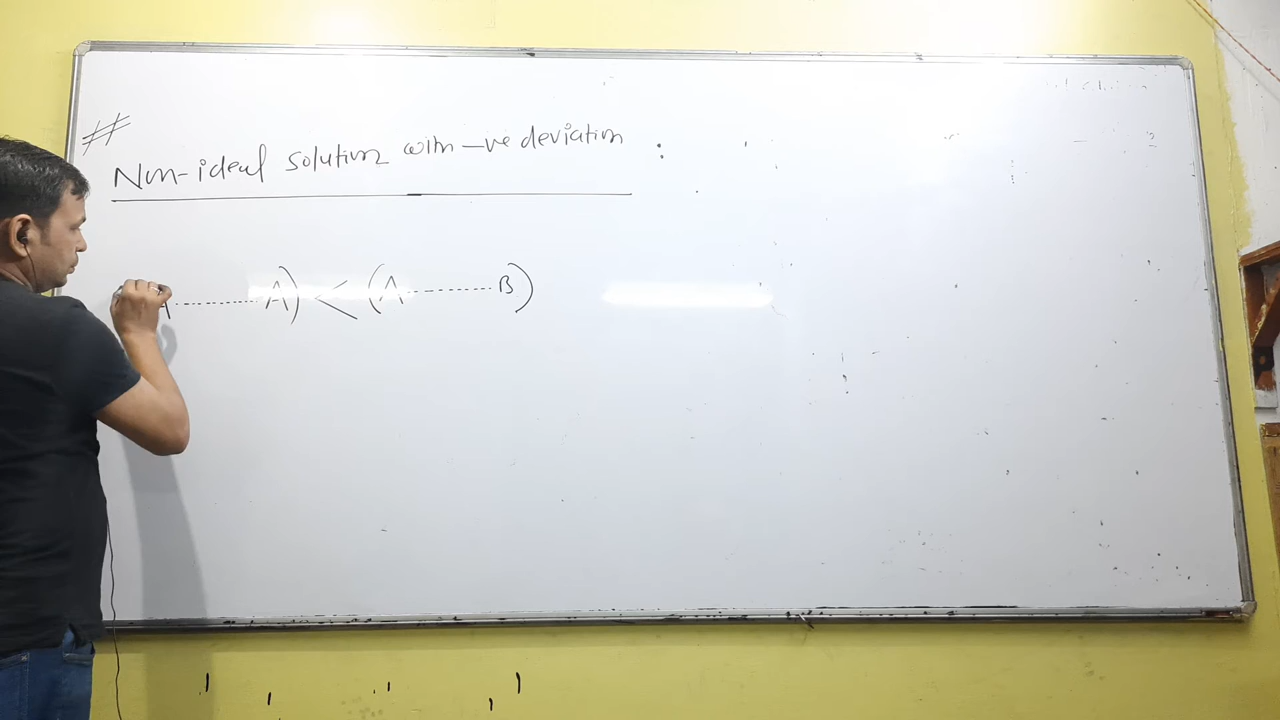 #
Non-ideal solution with -ve deviation :
A --------- A) < (A --------- B)